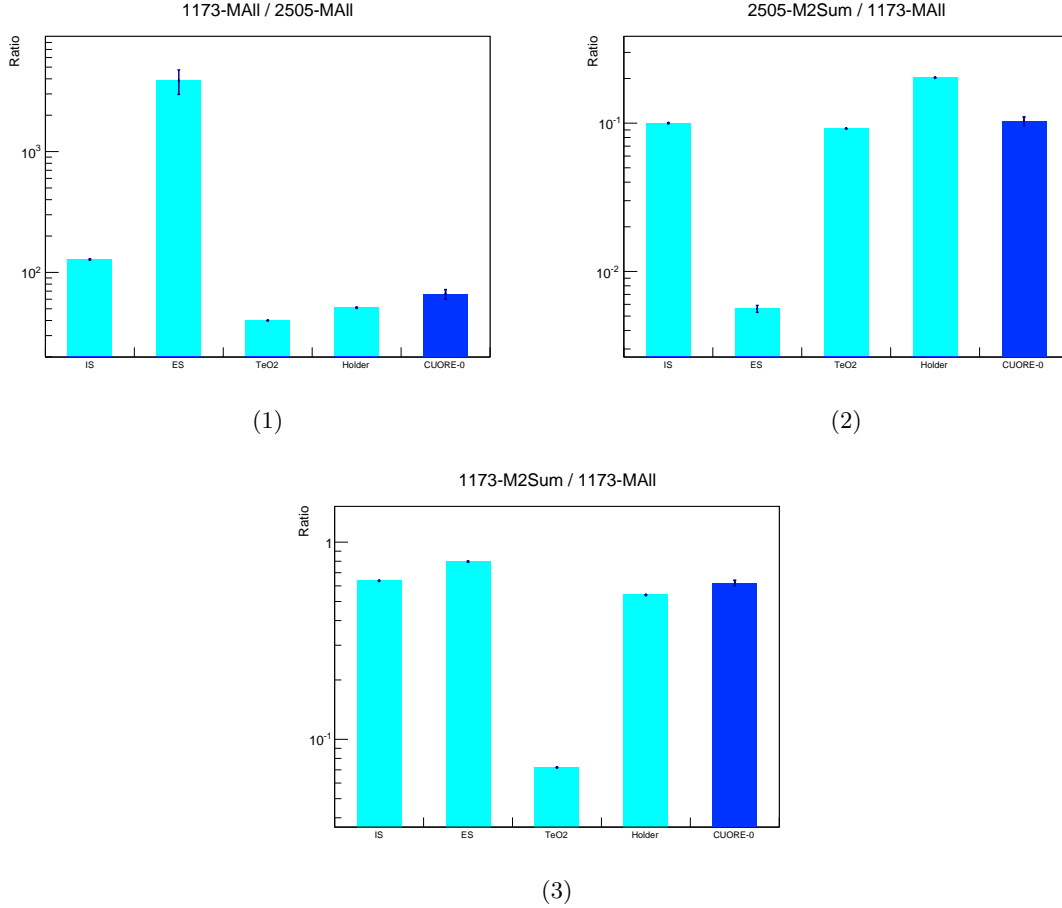 1173-MAll / 2505-MAll
Ratio
10³
10²
IS ES TeO2 Holder CUORE-0
(1)
2505-M2Sum / 1173-MAll
Ratio
10⁻¹
10⁻²
IS ES TeO2 Holder CUORE-0
(2)
1173-M2Sum / 1173-MAll
Ratio
1
10⁻¹
IS ES TeO2 Holder CUORE-0
(3)